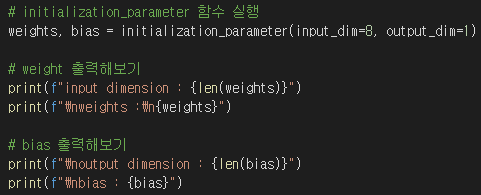 # initialization_parameter 함수 실행
weights, bias = initialization_parameter(input_dim=8, output_dim=1)
# weight 출력해보기
print(f"input dimension : {len(weights)}")
print(f"₩nweights :₩n{weights}")
# bias 출력해보기
print(f"₩noutput dimension : {len(bias)}")
print(f"₩nbias : {bias}")